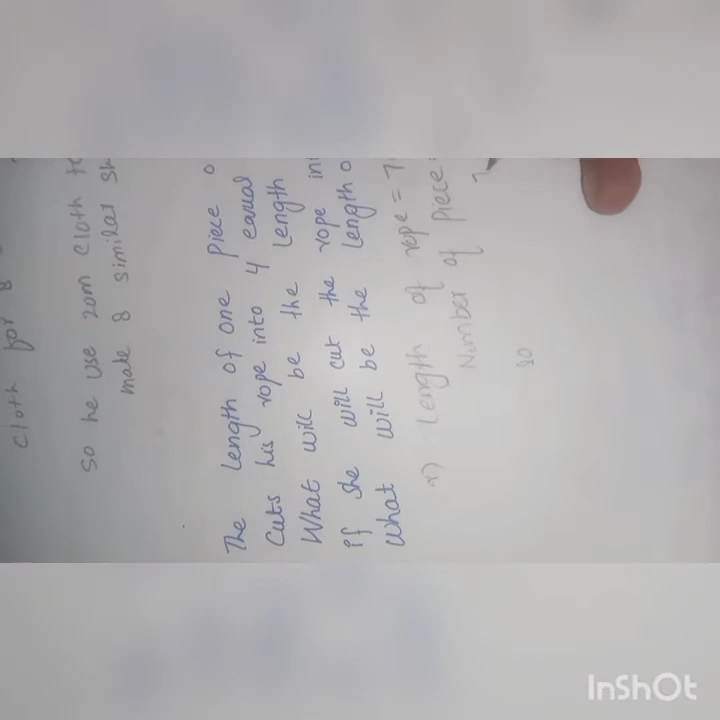 cloth for 8
so he use 20m cloth to
make 8 similar sh
The length of one piece o
Cuts his rope into 4 eaual
What will be the length
if she will cut the rope in
What will be the length o
Length of rope = 7
Number of piece
so
InShOt